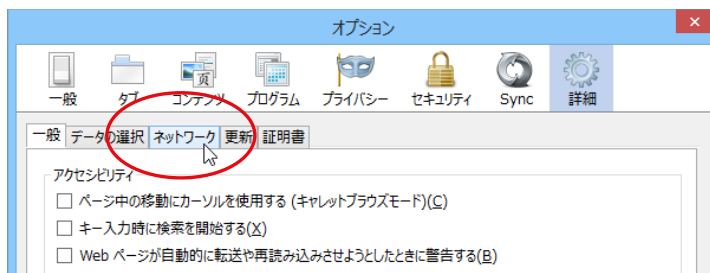 オプション
×
頁
一般 タブ コンテンツ プログラム プライバシー セキュリティ Sync 詳細
一般 データの選択 ネットワーク 更新 証明書
アクセシビリティ
ページ中の移動にカーソルを使用する (キャレットブラウズモード)(C)
キー入力時に検索を開始する(X)
Web ページが自動的に転送や再読み込みさせようとしたときに警告する(B)